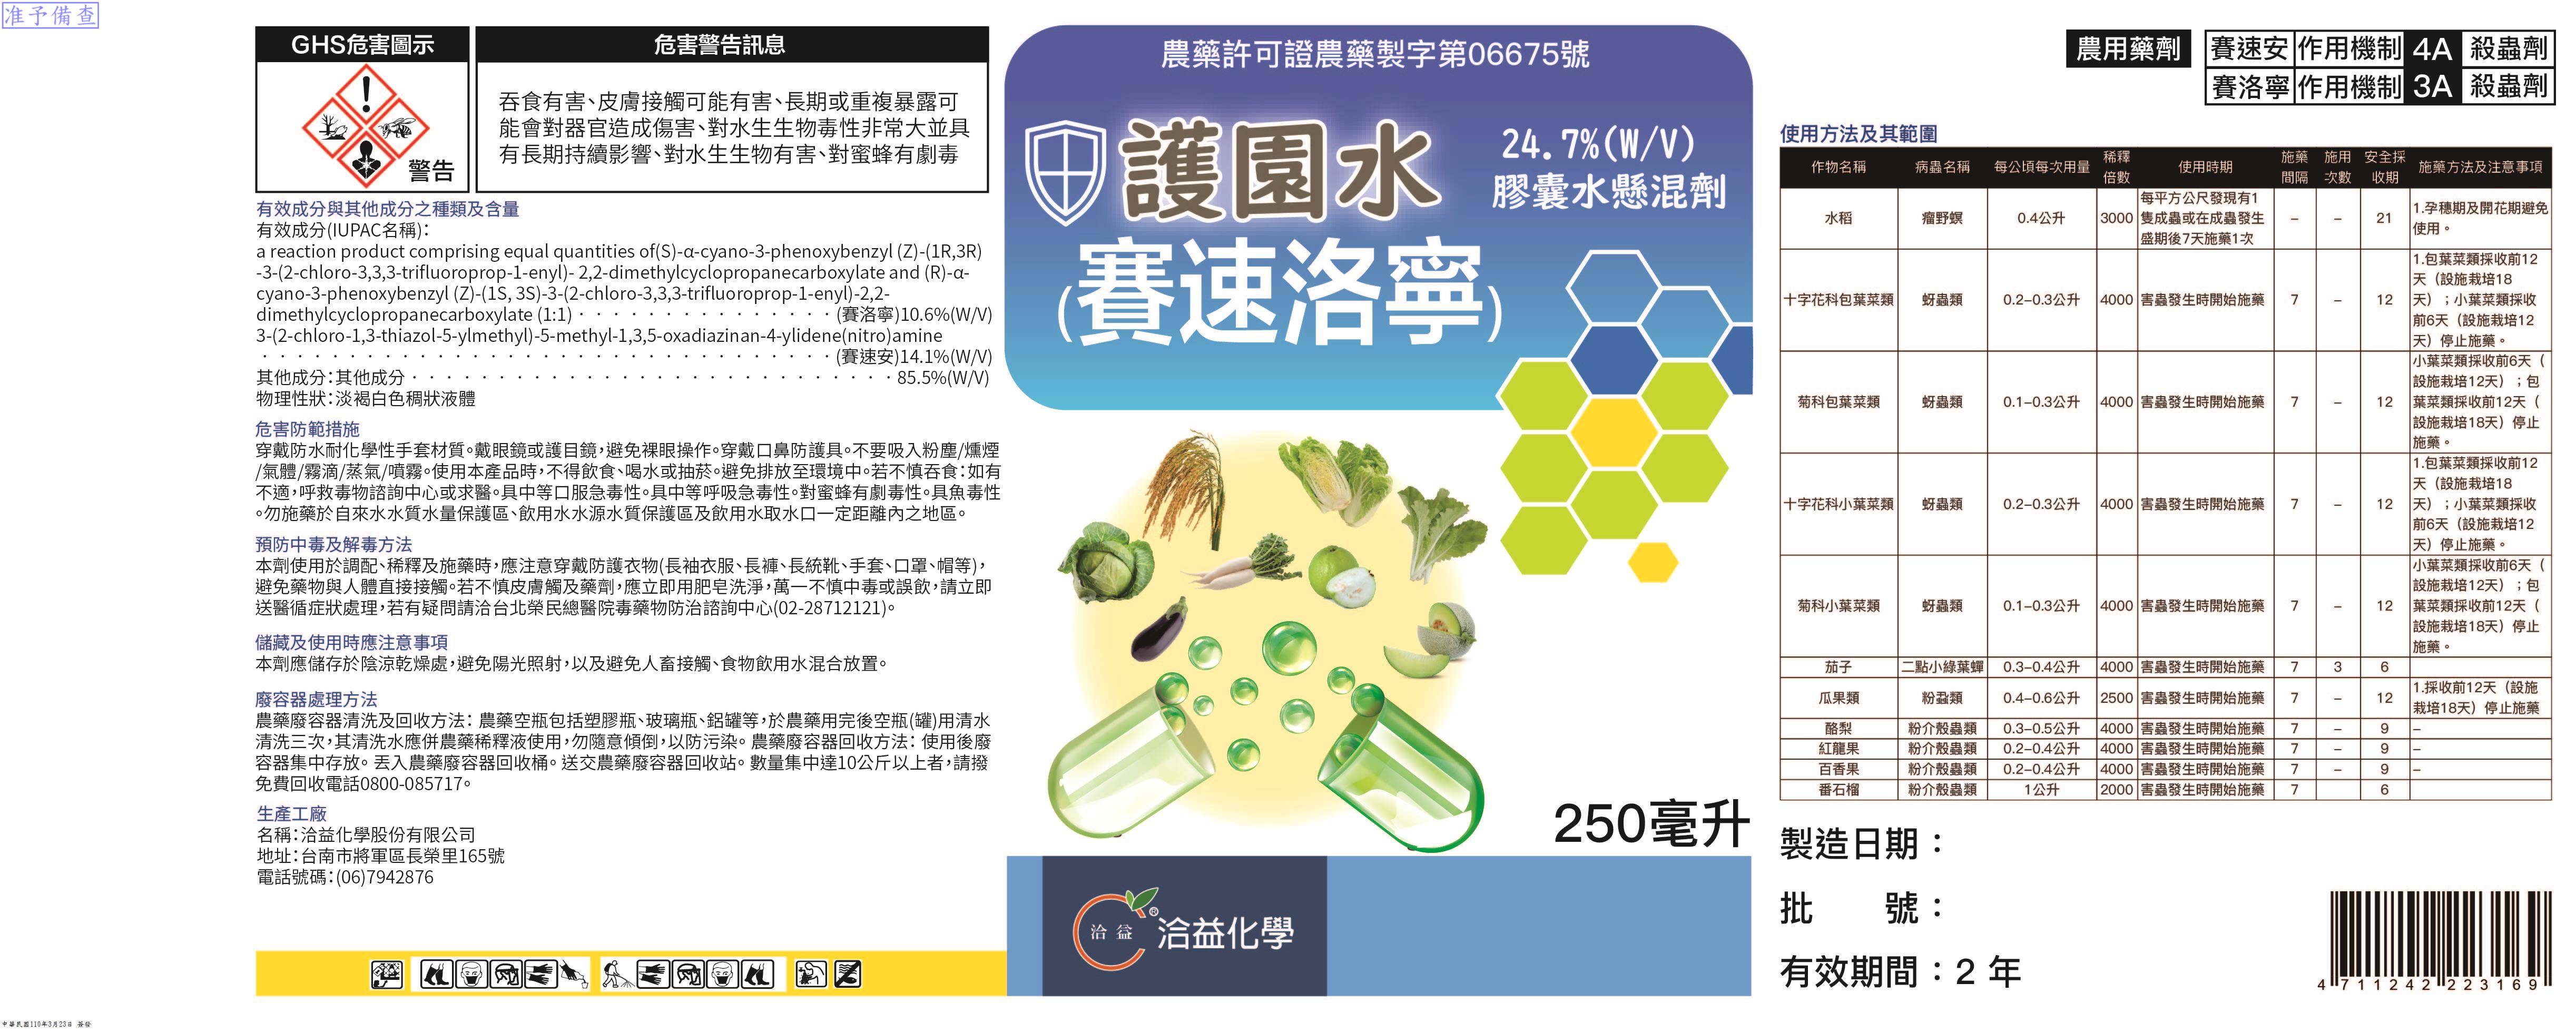 准予備查
GHS危害圖示
警告
危害警告訊息
吞食有害、皮膚接觸可能有害、長期或重複暴露可
能會對器官造成傷害、對水生生物毒性非常大並具
有長期持續影響、對水生生物有害、對蜜蜂有劇毒
有效成分與其他成分之種類及含量
有效成分(IUPAC名稱)：
a reaction product comprising equal quantities of(S)-α-cyano-3-phenoxybenzyl (Z)-(1R,3R)
-3-(2-chloro-3,3,3-trifluoroprop-1-enyl)- 2,2-dimethylcyclopropanecarboxylate and (R)-α-
cyano-3-phenoxybenzyl (Z)-(1S, 3S)-3-(2-chloro-3,3,3-trifluoroprop-1-enyl)-2,2-
dimethylcyclopropanecarboxylate (1:1) ‧‧‧‧‧‧‧‧‧‧‧‧‧‧‧ (賽洛寧)10.6%(W/V)
3-(2-chloro-1,3-thiazol-5-ylmethyl)-5-methyl-1,3,5-oxadiazinan-4-ylidene(nitro)amine
‧‧‧‧‧‧‧‧‧‧‧‧‧‧‧‧‧‧‧‧‧‧‧‧‧‧‧‧‧‧‧‧‧ (賽速安)14.1%(W/V)
其他成分：其他成分 ‧‧‧‧‧‧‧‧‧‧‧‧‧‧‧‧‧‧‧‧‧‧‧‧‧‧‧‧ 85.5%(W/V)
物理性狀：淡褐白色稠狀液體
危害防範措施
穿戴防水耐化學性手套材質。戴眼鏡或護目鏡，避免裸眼操作。穿戴口鼻防護具。不要吸入粉塵/燻煙
/氣體/霧滴/蒸氣/噴霧。使用本產品時，不得飲食、喝水或抽菸。避免排放至環境中。若不慎吞食：如有
不適，呼救毒物諮詢中心或求醫。具中等口服急毒性。具中等呼吸急毒性。對蜜蜂有劇毒性。具魚毒性
。勿施藥於自來水水質水量保護區、飲用水水源水質保護區及飲用水取水口一定距離內之地區。
預防中毒及解毒方法
本劑使用於調配、稀釋及施藥時，應注意穿戴防護衣物(長袖衣服、長褲、長統靴、手套、口罩、帽等)，
避免藥物與人體直接接觸。若不慎皮膚觸及藥劑，應立即用肥皂洗淨，萬一不慎中毒或誤飲，請立即
送醫循症狀處理，若有疑問請洽台北榮民總醫院毒藥物防治諮詢中心(02-28712121)。
儲藏及使用時應注意事項
本劑應儲存於陰涼乾燥處，避免陽光照射，以及避免人畜接觸、食物飲用水混合放置。
廢容器處理方法
農藥廢容器清洗及回收方法： 農藥空瓶包括塑膠瓶、玻璃瓶、鋁罐等，於農藥用完後空瓶(罐)用清水
清洗三次，其清洗水應併農藥稀釋液使用，勿隨意傾倒，以防污染。 農藥廢容器回收方法： 使用後廢
容器集中存放。 丟入農藥廢容器回收桶。 送交農藥廢容器回收站。 數量集中達10公斤以上者，請撥
免費回收電話0800-085717。
生產工廠
名稱：洽益化學股份有限公司
地址：台南市將軍區長榮里165號
電話號碼：(06)7942876
農藥許可證農藥製字第06675號
護園水
24.7%(W/V)
膠囊水懸混劑
(賽速洛寧)
250毫升
洽益
®
洽益化學
農用藥劑
賽速安 作用機制 4A 殺蟲劑
賽洛寧 作用機制 3A 殺蟲劑
使用方法及其範圍
作物名稱 病蟲名稱 每公頃每次用量 稀釋倍數 使用時期 施藥間隔 施用次數 安全採收期 施藥方法及注意事項
水稻 癭野螟 0.4公升 3000 每平方公尺發現有1隻成蟲或在成蟲發生盛期後7天施藥1次 – – 21 1.孕穗期及開花期避免使用。
十字花科包葉菜類 蚜蟲類 0.2–0.3公升 4000 害蟲發生時開始施藥 7 – 12 1.包葉菜類採收前12天（設施栽培18天）；小葉菜類採收前6天（設施栽培12天）停止施藥。
菊科包葉菜類 蚜蟲類 0.1–0.3公升 4000 害蟲發生時開始施藥 7 – 12 小葉菜類採收前6天（設施栽培12天）；包葉菜類採收前12天（設施栽培18天）停止施藥。
十字花科小葉菜類 蚜蟲類 0.2–0.3公升 4000 害蟲發生時開始施藥 7 – 12 1.包葉菜類採收前12天（設施栽培18天）；小葉菜類採收前6天（設施栽培12天）停止施藥。
菊科小葉菜類 蚜蟲類 0.1–0.3公升 4000 害蟲發生時開始施藥 7 – 12 小葉菜類採收前6天（設施栽培12天）；包葉菜類採收前12天（設施栽培18天）停止施藥。
茄子 二點小綠葉蟬 0.3–0.4公升 4000 害蟲發生時開始施藥 7 3 6
瓜果類 粉蝨類 0.4–0.6公升 2500 害蟲發生時開始施藥 7 – 12 1.採收前12天（設施栽培18天）停止施藥
酪梨 粉介殼蟲類 0.3–0.5公升 4000 害蟲發生時開始施藥 7 – 9 –
紅龍果 粉介殼蟲類 0.2–0.4公升 4000 害蟲發生時開始施藥 7 – 9 –
百香果 粉介殼蟲類 0.2–0.4公升 4000 害蟲發生時開始施藥 7 – 9 –
番石榴 粉介殼蟲類 1公升 2000 害蟲發生時開始施藥 7 6
製造日期：
批 號：
有效期間：2 年
4 711242 223169
中華民國110年3月23日 簽發